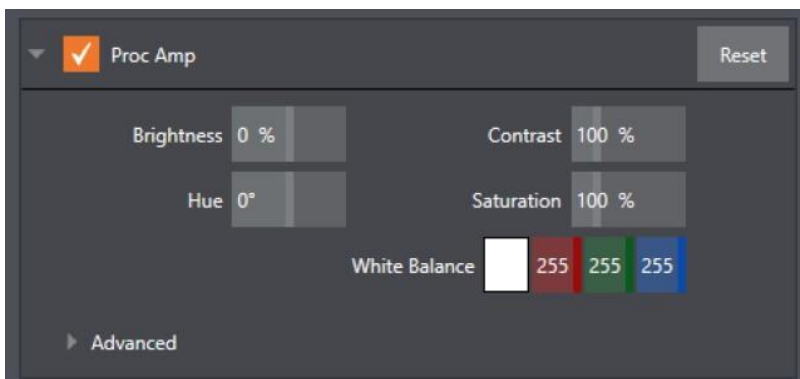 Proc Amp Reset
Brightness 0 % Contrast 100 %
Hue 0° Saturation 100 %
White Balance 255 255 255
Advanced